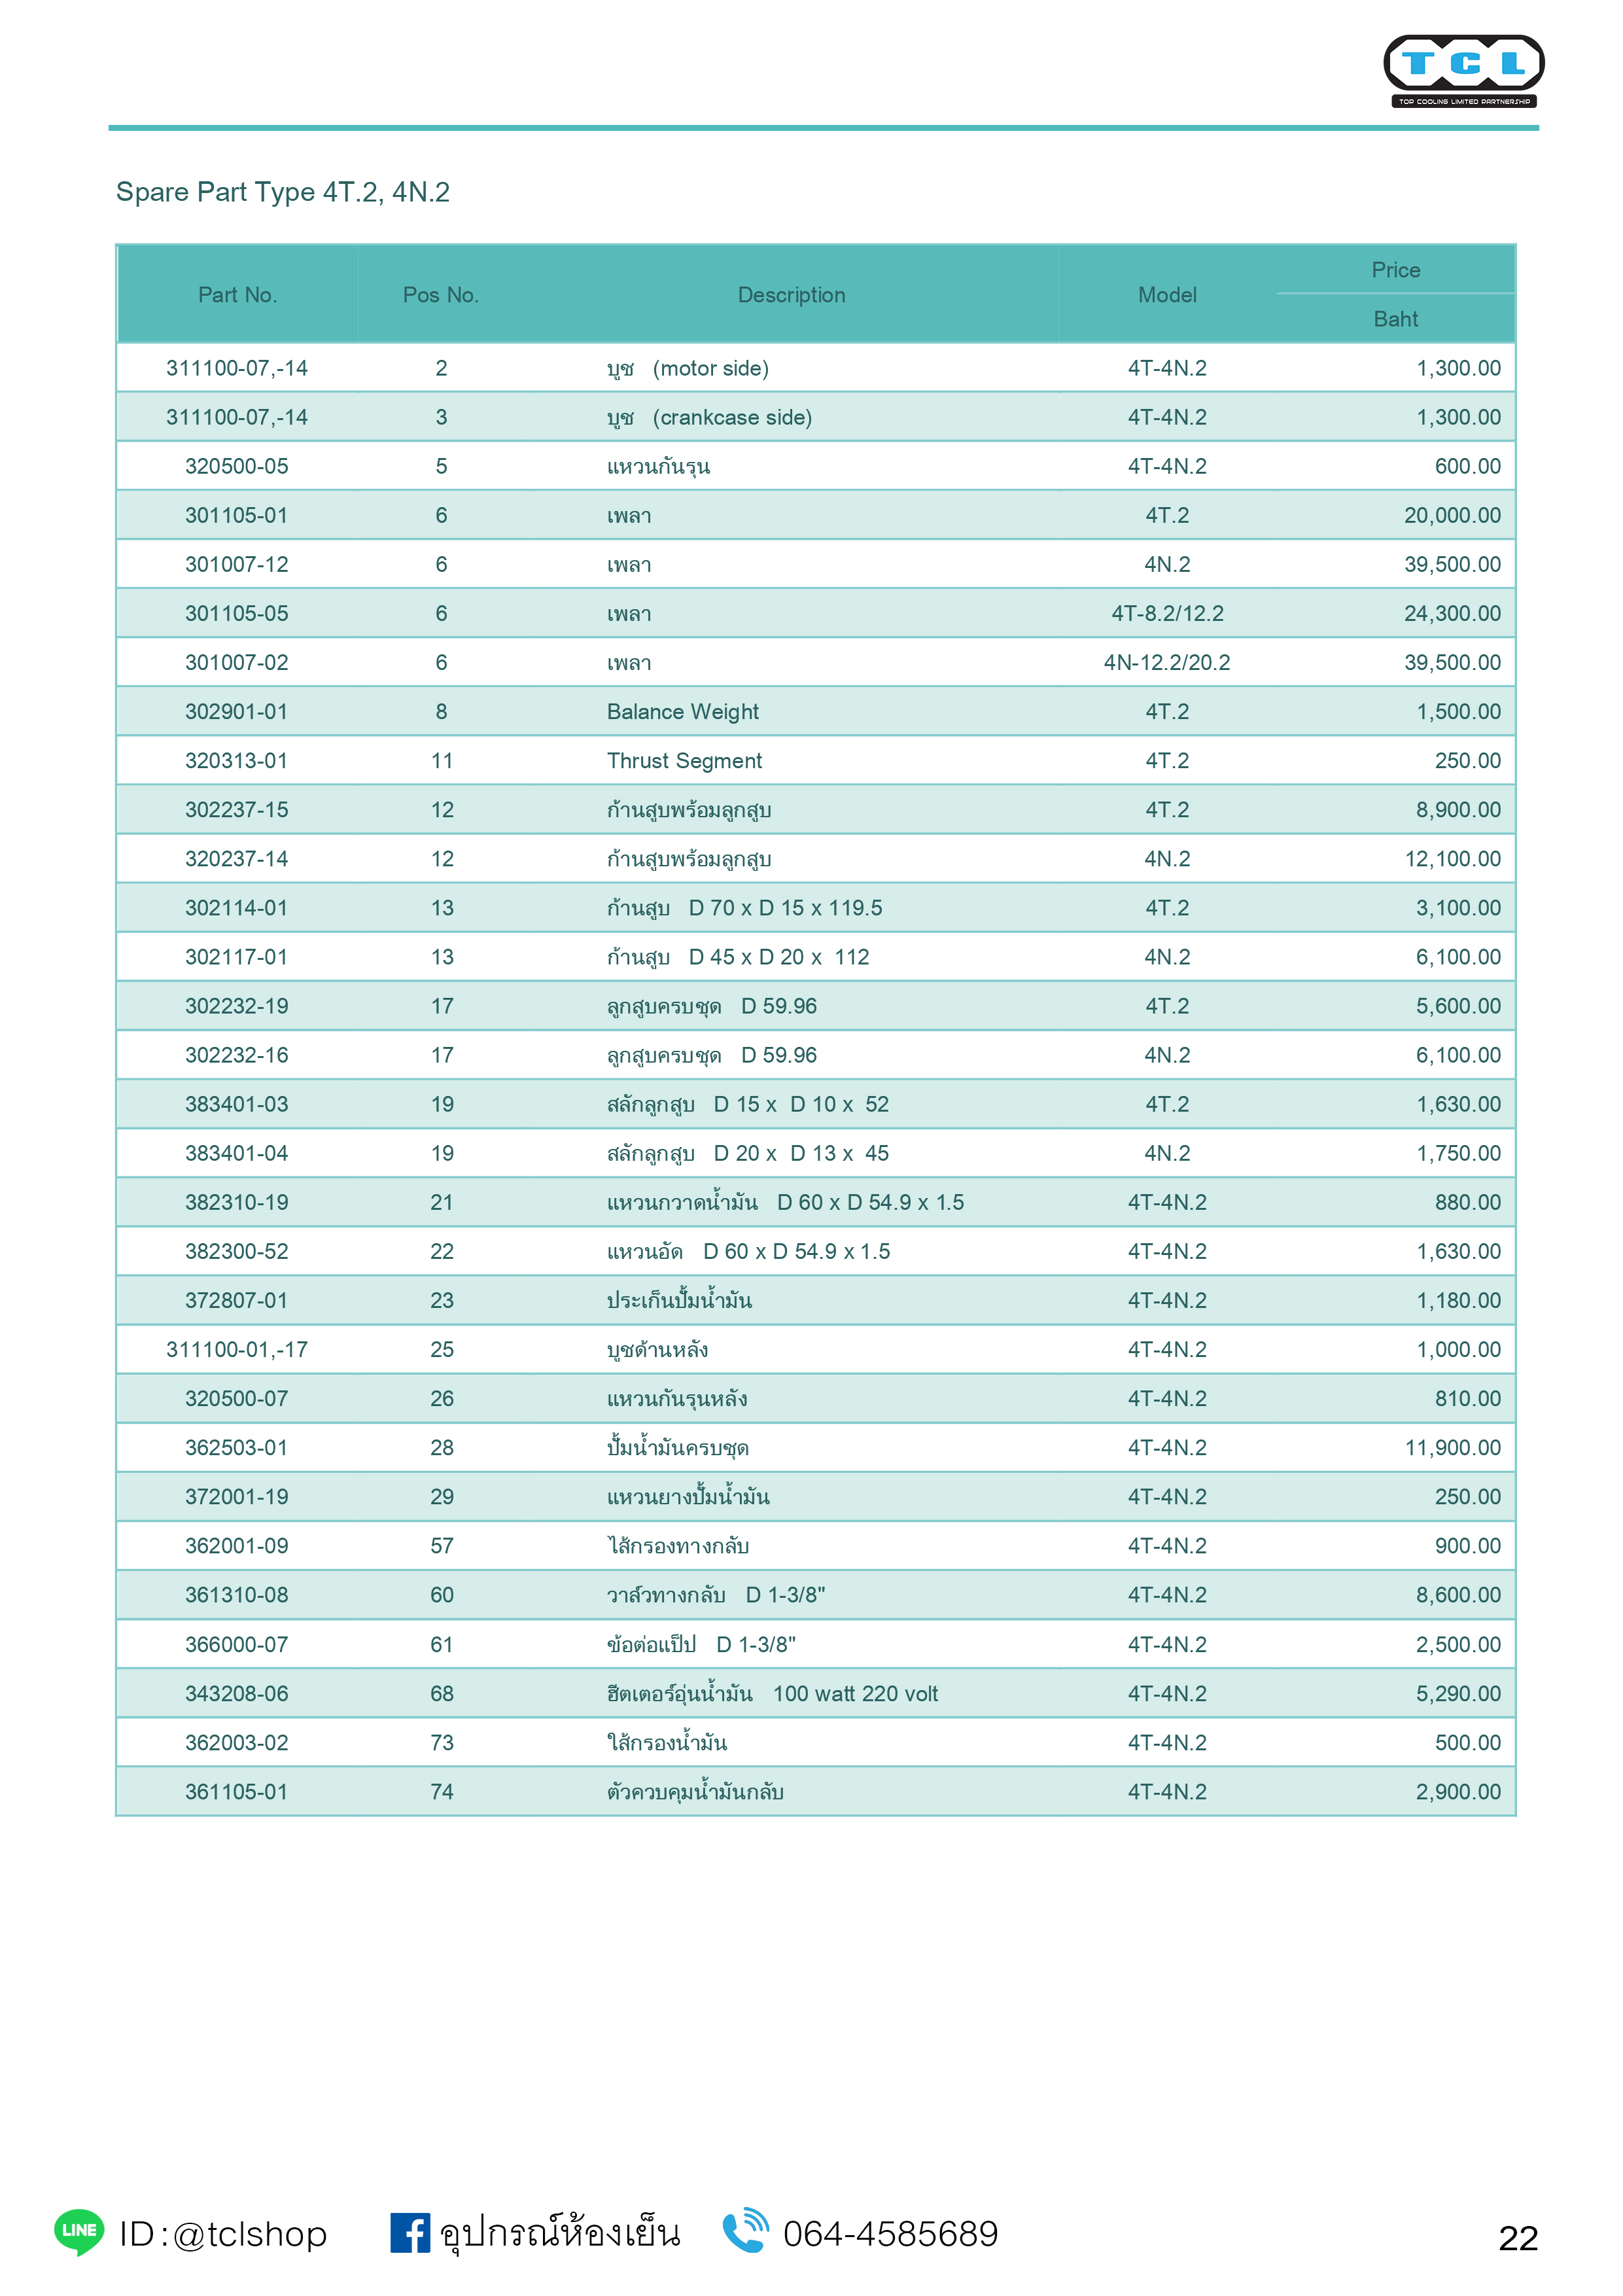 TCL
TOP COOLING LIMITED PARTNERSHIP
Spare Part Type 4T.2, 4N.2
Part No. Pos No. Description Model Price Baht
311100-07,-14 2 บูช (motor side) 4T-4N.2 1,300.00
311100-07,-14 3 บูช (crankcase side) 4T-4N.2 1,300.00
320500-05 5 แหวนกันรุน 4T-4N.2 600.00
301105-01 6 เพลา 4T.2 20,000.00
301007-12 6 เพลา 4N.2 39,500.00
301105-05 6 เพลา 4T-8.2/12.2 24,300.00
301007-02 6 เพลา 4N-12.2/20.2 39,500.00
302901-01 8 Balance Weight 4T.2 1,500.00
320313-01 11 Thrust Segment 4T.2 250.00
302237-15 12 ก้านสูบพร้อมลูกสูบ 4T.2 8,900.00
320237-14 12 ก้านสูบพร้อมลูกสูบ 4N.2 12,100.00
302114-01 13 ก้านสูบ D 70 x D 15 x 119.5 4T.2 3,100.00
302117-01 13 ก้านสูบ D 45 x D 20 x 112 4N.2 6,100.00
302232-19 17 ลูกสูบครบชุด D 59.96 4T.2 5,600.00
302232-16 17 ลูกสูบครบชุด D 59.96 4N.2 6,100.00
383401-03 19 สลักลูกสูบ D 15 x D 10 x 52 4T.2 1,630.00
383401-04 19 สลักลูกสูบ D 20 x D 13 x 45 4N.2 1,750.00
382310-19 21 แหวนกวาดน้ำมัน D 60 x D 54.9 x 1.5 4T-4N.2 880.00
382300-52 22 แหวนอัด D 60 x D 54.9 x 1.5 4T-4N.2 1,630.00
372807-01 23 ประเก็นปั้มน้ำมัน 4T-4N.2 1,180.00
311100-01,-17 25 บูชด้านหลัง 4T-4N.2 1,000.00
320500-07 26 แหวนกันรุนหลัง 4T-4N.2 810.00
362503-01 28 ปั้มน้ำมันครบชุด 4T-4N.2 11,900.00
372001-19 29 แหวนยางปั้มน้ำมัน 4T-4N.2 250.00
362001-09 57 ไส้กรองทางกลับ 4T-4N.2 900.00
361310-08 60 วาล์วทางกลับ D 1-3/8" 4T-4N.2 8,600.00
366000-07 61 ข้อต่อแป็ป D 1-3/8" 4T-4N.2 2,500.00
343208-06 68 ฮีตเตอร์อุ่นน้ำมัน 100 watt 220 volt 4T-4N.2 5,290.00
362003-02 73 ใส้กรองน้ำมัน 4T-4N.2 500.00
361105-01 74 ตัวควบคุมน้ำมันกลับ 4T-4N.2 2,900.00
LINE ID:@tclshop อุปกรณ์ห้องเย็น 064-4585689 22